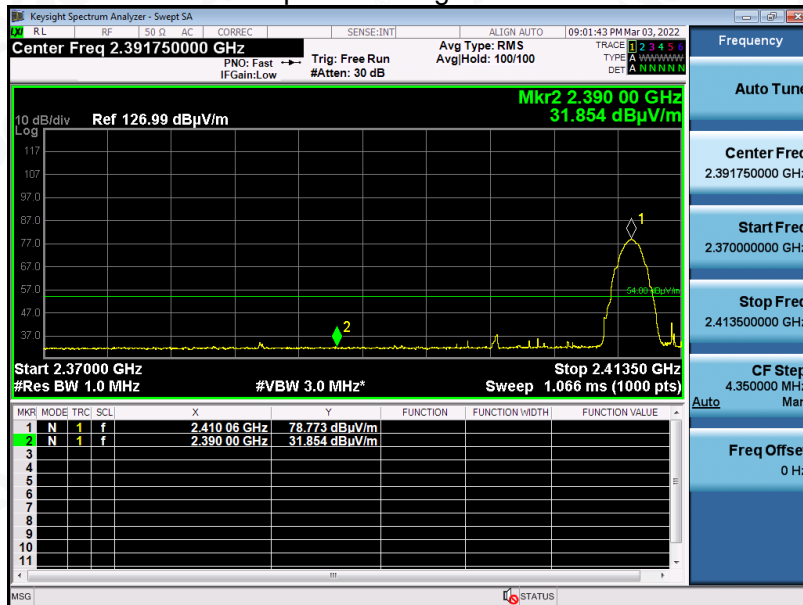 Keysight Spectrum Analyzer - Swept SA
RL RF 50 Ω AC CORREC SENSE:INT ALIGN AUTO 09:01:43 PM Mar 03, 2022
Center Freq 2.391750000 GHz
PNO: Fast
IFGain:Low
Trig: Free Run
#Atten: 30 dB
Avg Type: RMS
Avg|Hold: 100/100
TRACE 1 2 3 4 5 6
TYPE A WWWWW
DET A N N N N N
Frequency
Mkr2 2.390 00 GHz
31.854 dBµV/m
10 dB/div Ref 126.99 dBµV/m
Log
117
107
97.0
87.0
77.0
67.0
57.0
47.0
37.0
1
2
54.00 dBµV/m
Start 2.37000 GHz Stop 2.41350 GHz
#Res BW 1.0 MHz #VBW 3.0 MHz* Sweep 1.066 ms (1000 pts)
MKR MODE TRC SCL X Y FUNCTION FUNCTION WIDTH FUNCTION VALUE
1 N 1 f 2.410 06 GHz 78.773 dBµV/m
2 N 1 f 2.390 00 GHz 31.854 dBµV/m
3
4
5
6
7
8
9
10
11
Auto Tune
Center Freq
2.391750000 GHz
Start Freq
2.370000000 GHz
Stop Freq
2.413500000 GHz
CF Step
4.350000 MHz
Auto Man
Freq Offset
0 Hz
MSG STATUS